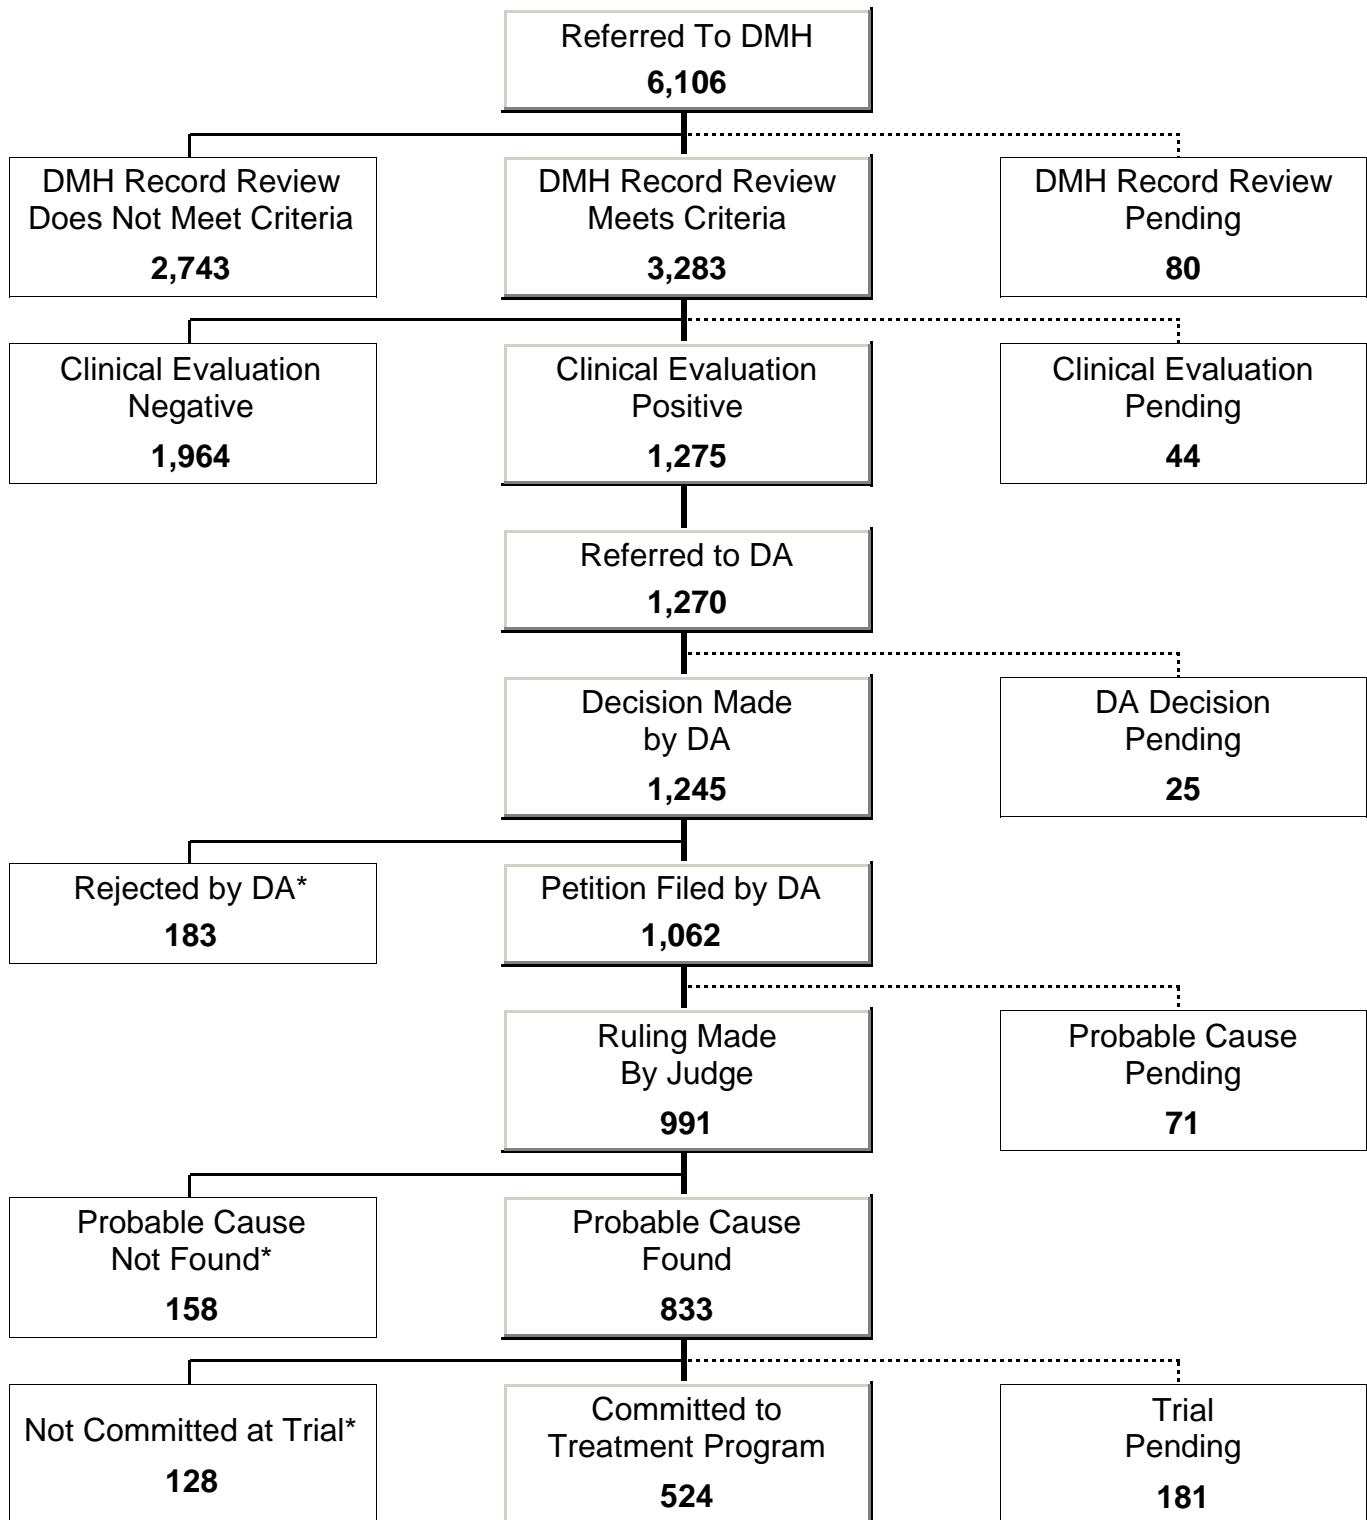 Referred To DMH
6,106
DMH Record Review
Does Not Meet Criteria
2,743
DMH Record Review
Meets Criteria
3,283
DMH Record Review
Pending
80
Clinical Evaluation
Negative
1,964
Clinical Evaluation
Positive
1,275
Clinical Evaluation
Pending
44
Referred to DA
1,270
Decision Made
by DA
1,245
DA Decision
Pending
25
Rejected by DA*
183
Petition Filed by DA
1,062
Ruling Made
By Judge
991
Probable Cause
Pending
71
Probable Cause
Not Found*
158
Probable Cause
Found
833
Not Committed at Trial*
128
Committed to
Treatment Program
524
Trial
Pending
181